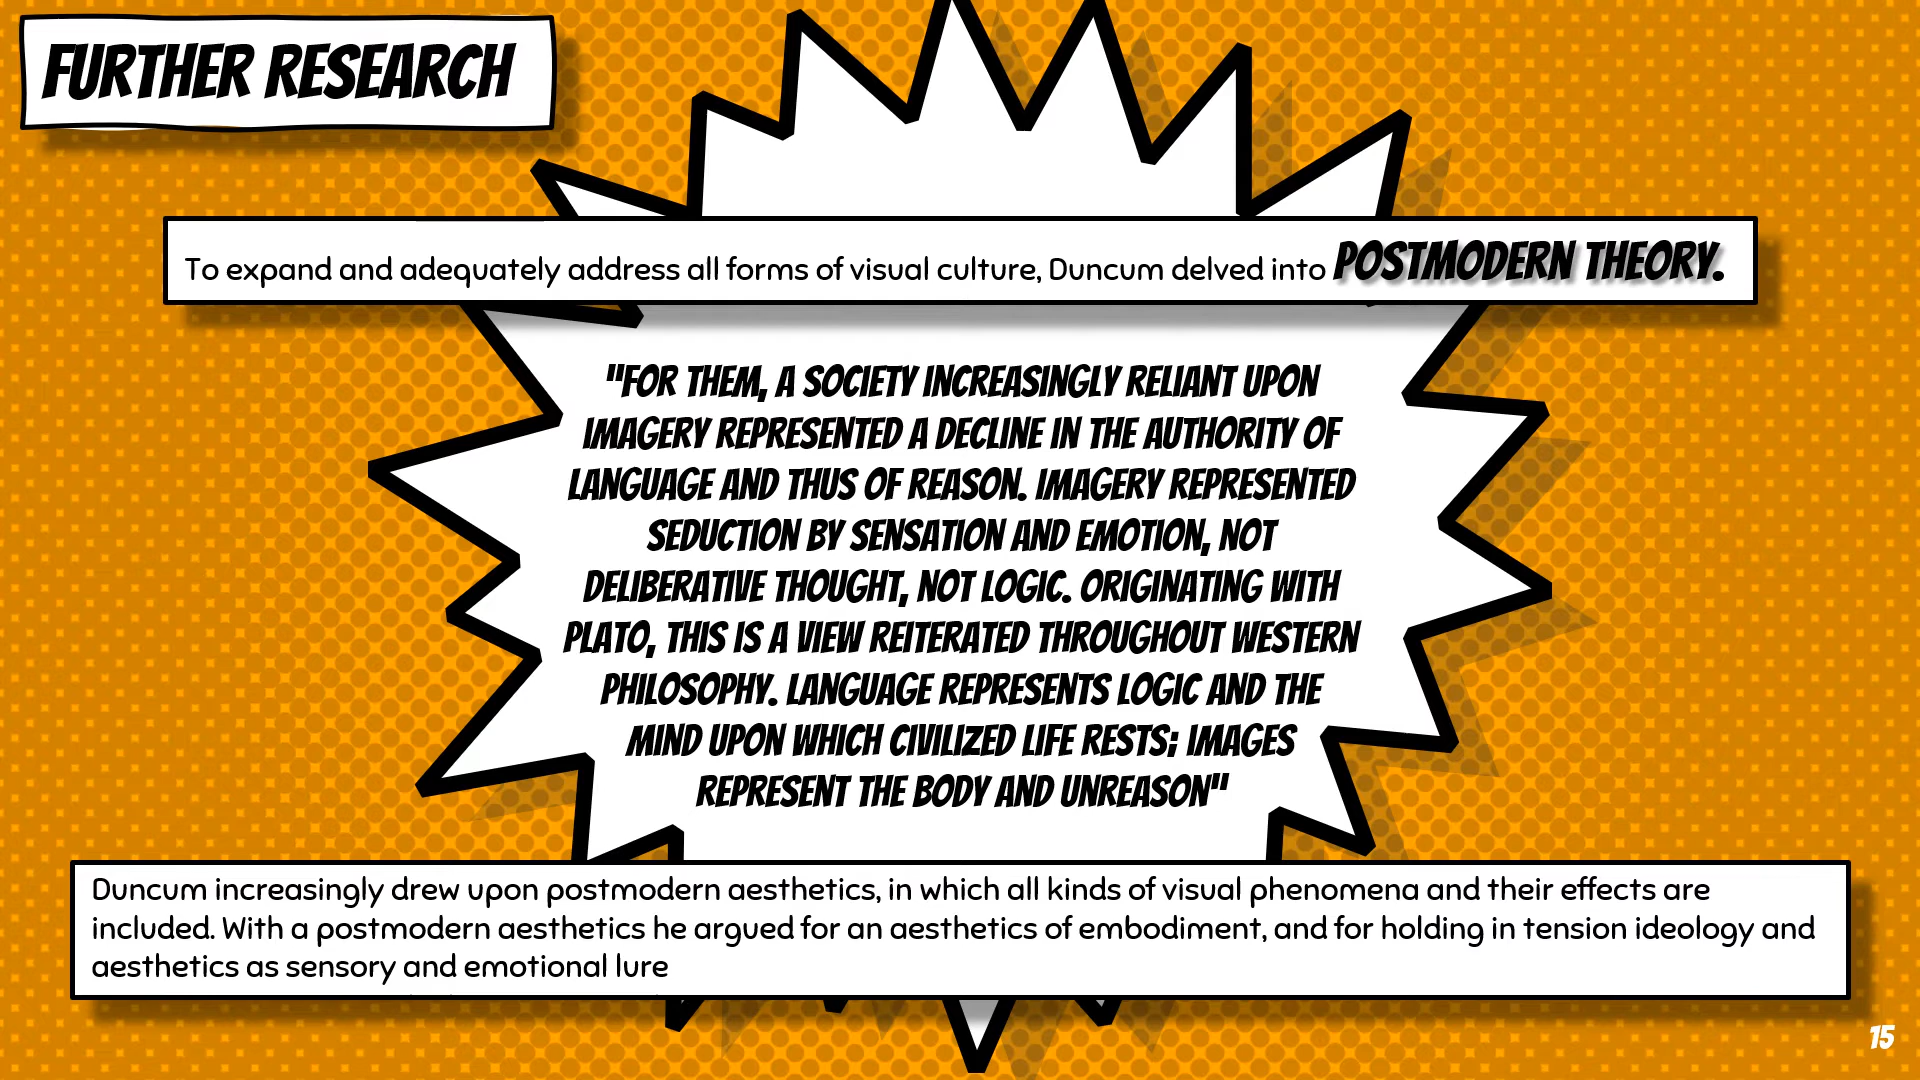 FURTHER RESEARCH
To expand and adequately address all forms of visual culture, Duncum delved into POSTMODERN THEORY.
"FOR THEM, A SOCIETY INCREASINGLY RELIANT UPON
IMAGERY REPRESENTED A DECLINE IN THE AUTHORITY OF
LANGUAGE AND THUS OF REASON. IMAGERY REPRESENTED
SEDUCTION BY SENSATION AND EMOTION, NOT
DELIBERATIVE THOUGHT, NOT LOGIC. ORIGINATING WITH
PLATO, THIS IS A VIEW REITERATED THROUGHOUT WESTERN
PHILOSOPHY. LANGUAGE REPRESENTS LOGIC AND THE
MIND UPON WHICH CIVILIZED LIFE RESTS; IMAGES
REPRESENT THE BODY AND UNREASON"
Duncum increasingly drew upon postmodern aesthetics, in which all kinds of visual phenomena and their effects are
included. With a postmodern aesthetics he argued for an aesthetics of embodiment, and for holding in tension ideology and
aesthetics as sensory and emotional lure
15